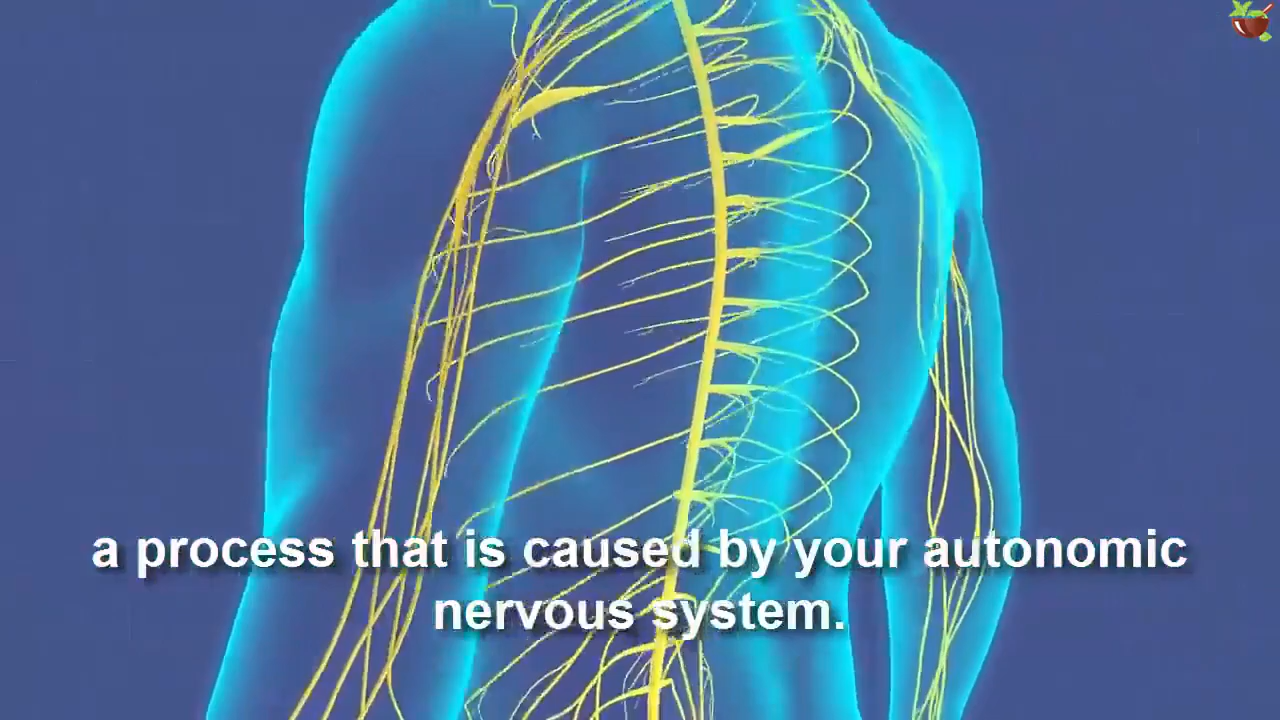 a process that is caused by your autonomic
nervous system.